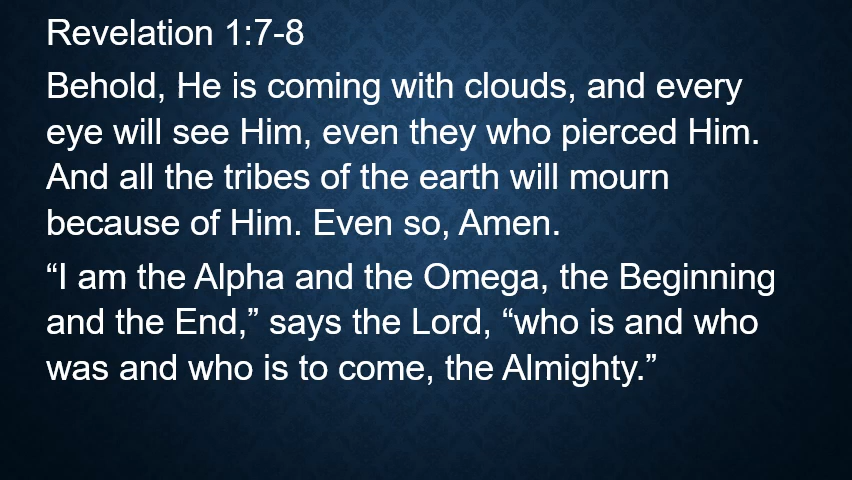 Revelation 1:7-8
Behold, He is coming with clouds, and every
eye will see Him, even they who pierced Him.
And all the tribes of the earth will mourn
because of Him. Even so, Amen.
“I am the Alpha and the Omega, the Beginning
and the End,” says the Lord, “who is and who
was and who is to come, the Almighty.”